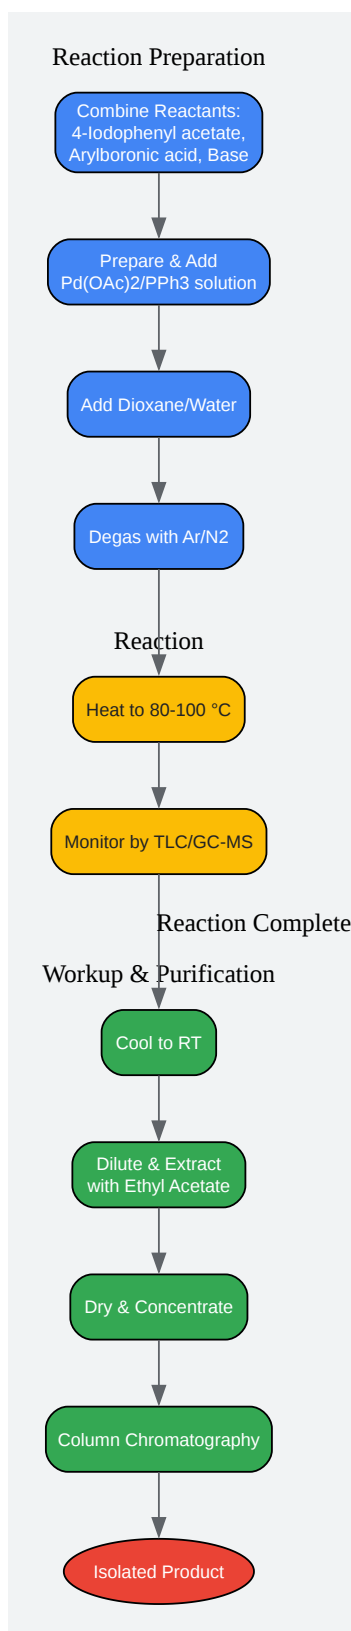 Reaction Preparation
Combine Reactants:
4-Iodophenyl acetate,
Arylboronic acid, Base
Prepare & Add
Pd(OAc)2/PPh3 solution
Add Dioxane/Water
Degas with Ar/N2
Reaction
Heat to 80-100 °C
Monitor by TLC/GC-MS
Reaction Complete
Workup & Purification
Cool to RT
Dilute & Extract
with Ethyl Acetate
Dry & Concentrate
Column Chromatography
Isolated Product